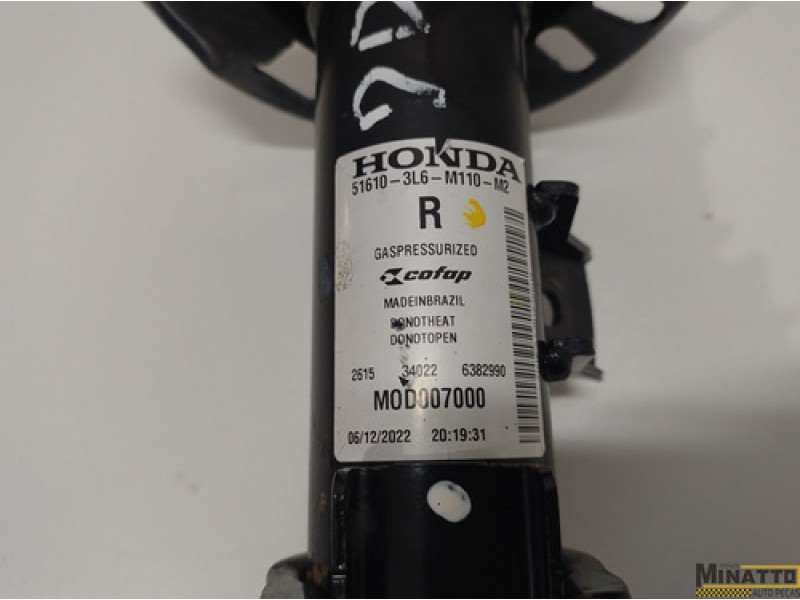 HONDA
51610-3L6-M110-M2
R
GASPRESSURIZED
cofap
MADEINBRAZIL
DONOTHEAT
DONOTOPEN
2615 34022 6382990
MOD007000
06/12/2022 20:19:31
MINATTO
AUTO PEÇAS